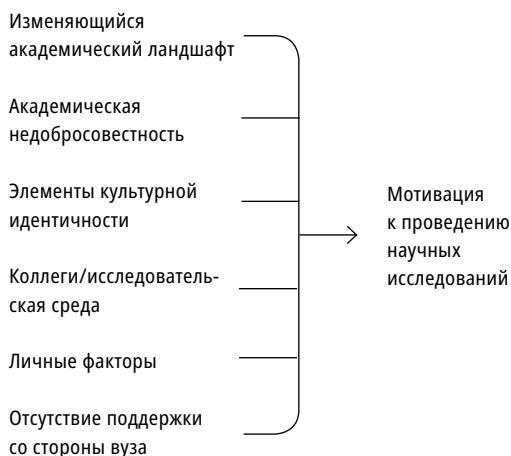 Изменяющийся
академический ландшафт
Академическая
недобросовестность
Элементы культурной
идентичности
Коллеги/исследователь-
ская среда
Личные факторы
Отсутствие поддержки
со стороны вуза
Мотивация
к проведению
научных
исследований